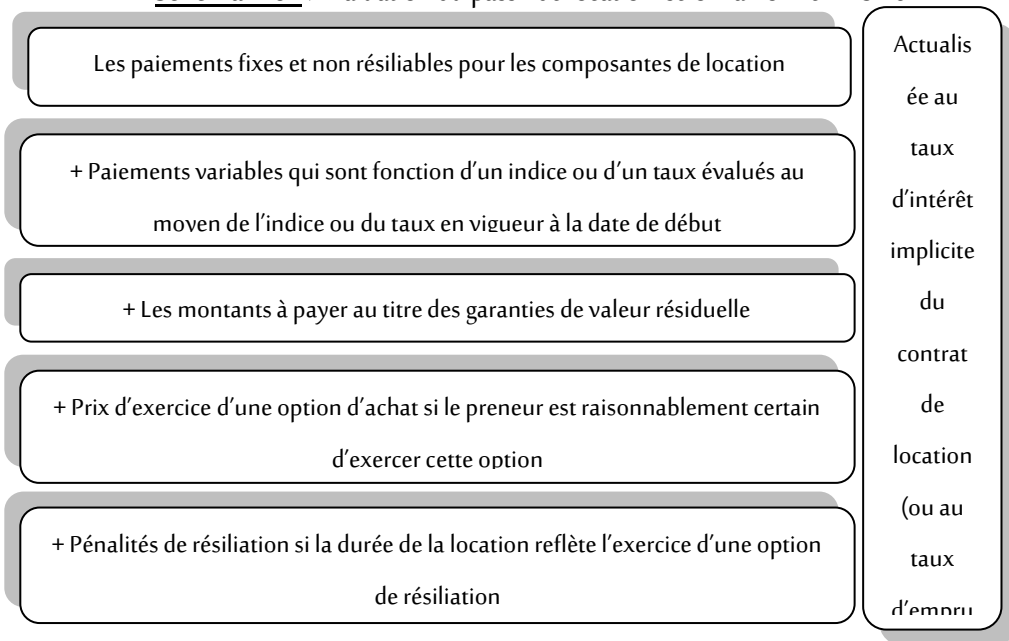 Les paiements fixes et non résiliables pour les composantes de location
+ Paiements variables qui sont fonction d'un indice ou d'un taux évalués au
moyen de l'indice ou du taux en vigueur à la date de début
+ Les montants à payer au titre des garanties de valeur résiduelle
+ Prix d'exercice d'une option d'achat si le preneur est raisonnablement certain
d'exercer cette option
+ Pénalités de résiliation si la durée de la location reflète l'exercice d'une option
de résiliation
Actualis
ée au
taux
d'intérêt
implicite
du
contrat
de
location
(ou au
taux
d'empru